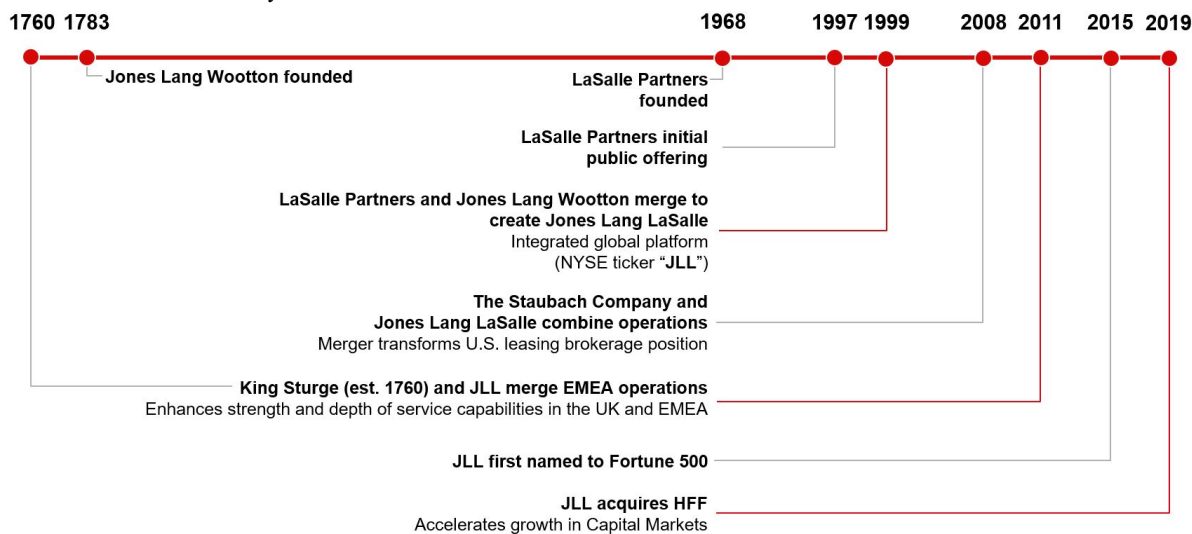 1760 1783 1968 1997 1999 2008 2011 2015 2019
Jones Lang Wootton founded
LaSalle Partners
founded
LaSalle Partners initial
public offering
LaSalle Partners and Jones Lang Wootton merge to
create Jones Lang LaSalle
Integrated global platform
(NYSE ticker “JLL”)
The Staubach Company and
Jones Lang LaSalle combine operations
Merger transforms U.S. leasing brokerage position
King Sturge (est. 1760) and JLL merge EMEA operations
Enhances strength and depth of service capabilities in the UK and EMEA
JLL first named to Fortune 500
JLL acquires HFF
Accelerates growth in Capital Markets